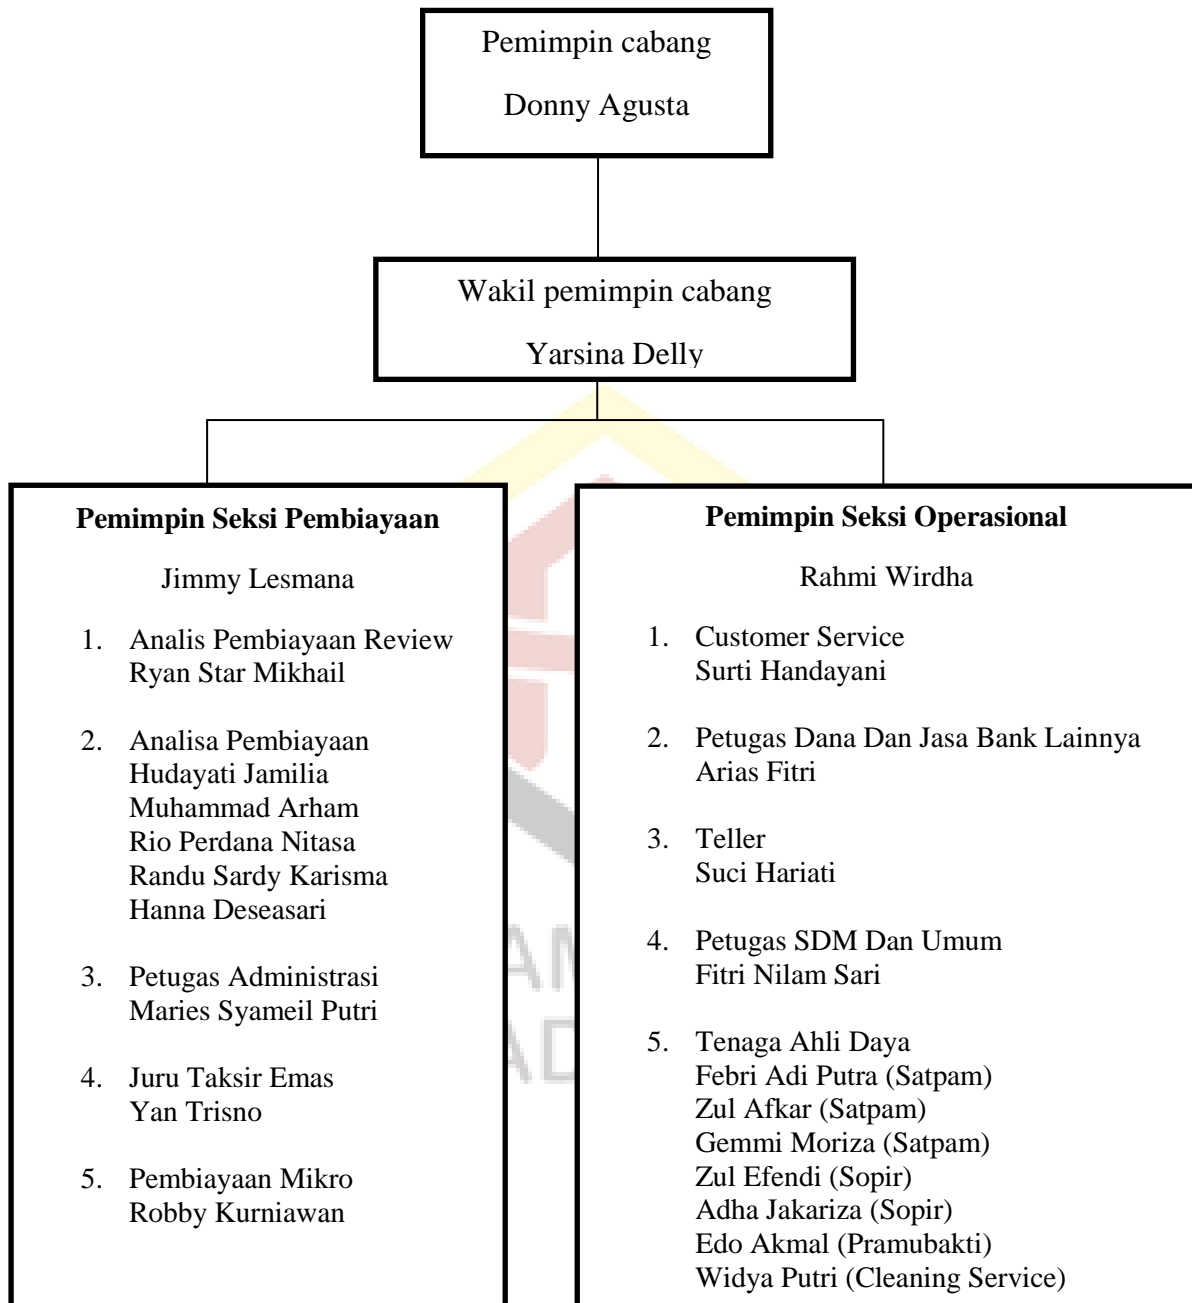 Pemimpin cabang
Donny Agusta
Wakil pemimpin cabang
Yarsina Delly
Pemimpin Seksi Pembiayaan
Jimmy Lesmana
1. Analis Pembiayaan Review
Ryan Star Mikhail
2. Analisa Pembiayaan
Hudayati Jamilia
Muhammad Arham
Rio Perdana Nitasa
Randu Sardy Karisma
Hanna Deseasari
3. Petugas Administrasi
Maries Syameil Putri
4. Juru Taksir Emas
Yan Trisno
5. Pembiayaan Mikro
Robby Kurniawan
Pemimpin Seksi Operasional
Rahmi Wirdha
1. Customer Service
Surti Handayani
2. Petugas Dana Dan Jasa Bank Lainnya
Arias Fitri
3. Teller
Suci Hariati
4. Petugas SDM Dan Umum
Fitri Nilam Sari
5. Tenaga Ahli Daya
Febri Adi Putra (Satpam)
Zul Afkar (Satpam)
Gemmi Moriza (Satpam)
Zul Efendi (Sopir)
Adha Jakariza (Sopir)
Edo Akmal (Pramubakti)
Widya Putri (Cleaning Service)